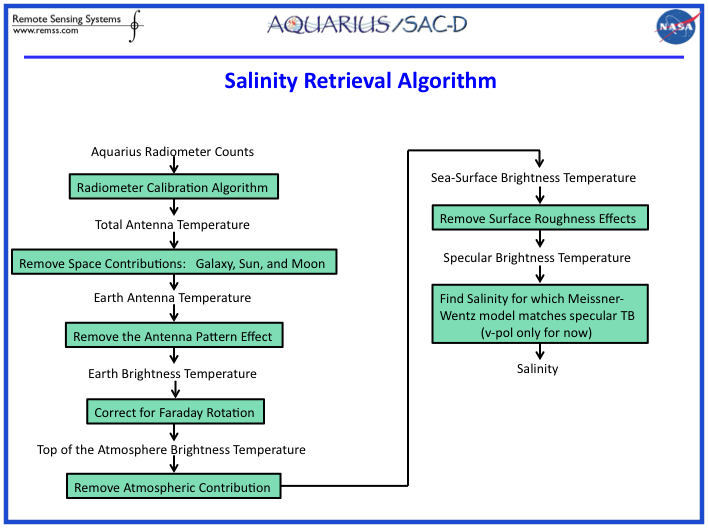 Remote Sensing Systems
www.remss.com
AQUARIUS/SAC-D
NASA
Salinity Retrieval Algorithm
Aquarius Radiometer Counts
Radiometer Calibration Algorithm
Total Antenna Temperature
Remove Space Contributions: Galaxy, Sun, and Moon
Earth Antenna Temperature
Remove the Antenna Pattern Effect
Earth Brightness Temperature
Correct for Faraday Rotation
Top of the Atmosphere Brightness Temperature
Remove Atmospheric Contribution
Sea-Surface Brightness Temperature
Remove Surface Roughness Effects
Specular Brightness Temperature
Find Salinity for which Meissner-
Wentz model matches specular TB
(v-pol only for now)
Salinity